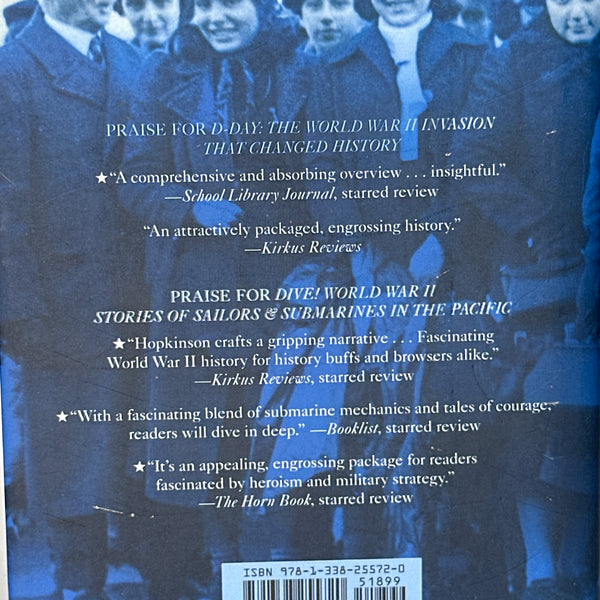 PRAISE FOR D-DAY: THE WORLD WAR II INVASION
THAT CHANGED HISTORY
★“A comprehensive and absorbing overview . . . insightful.”
—School Library Journal, starred review
“An attractively packaged, engrossing history.”
—Kirkus Reviews
PRAISE FOR DIVE! WORLD WAR II
STORIES OF SAILORS & SUBMARINES IN THE PACIFIC
★“Hopkinson crafts a gripping narrative . . . Fascinating
World War II history for history buffs and browsers alike.”
—Kirkus Reviews, starred review
★“With a fascinating blend of submarine mechanics and tales of courage,
readers will dive in deep.” —Booklist, starred review
★“It’s an appealing, engrossing package for readers
fascinated by heroism and military strategy.”
—The Horn Book, starred review
ISBN 978-1-338-25572-0
51899